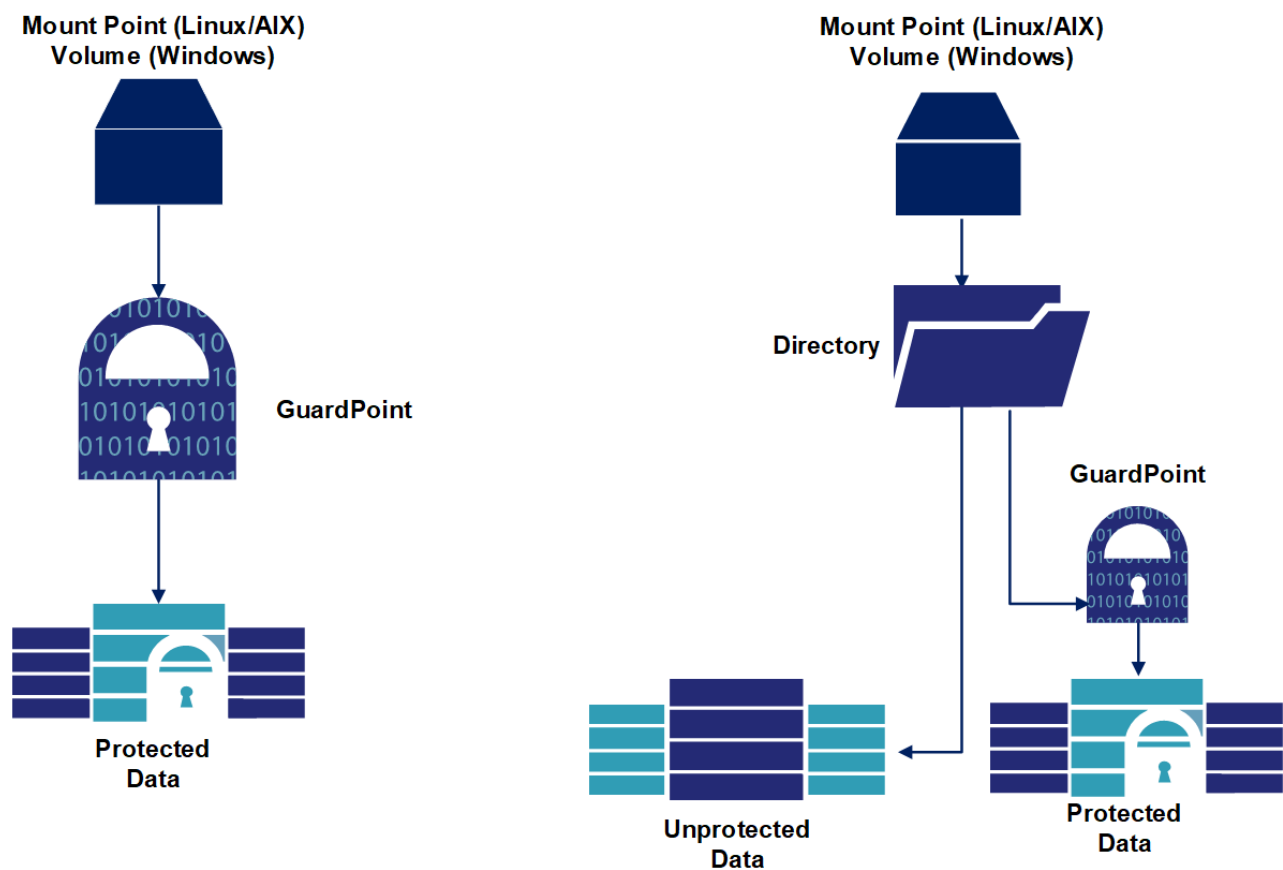 Mount Point (Linux/AIX)
Volume (Windows)
GuardPoint
Protected
Data
Mount Point (Linux/AIX)
Volume (Windows)
Directory
GuardPoint
Unprotected
Data
Protected
Data